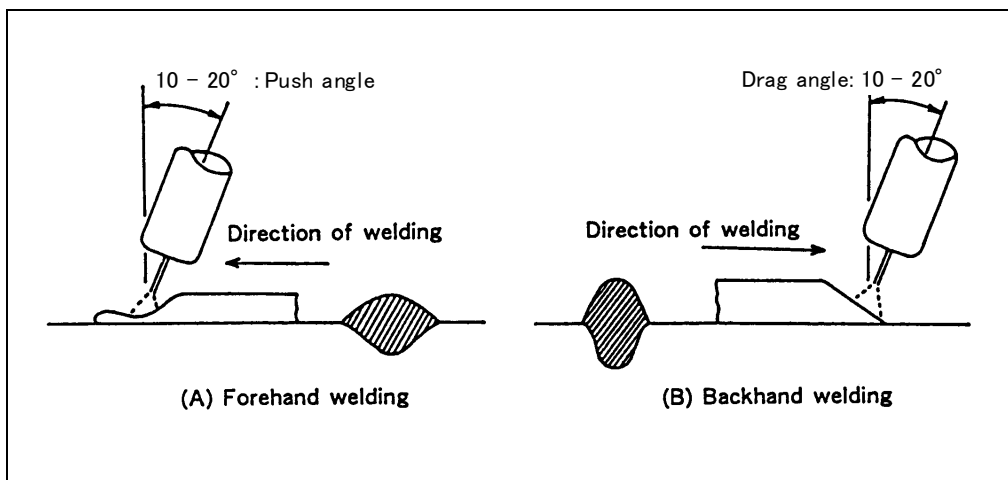 10 – 20° : Push angle
Drag angle: 10 – 20°
Direction of welding
Direction of welding
(A) Forehand welding
(B) Backhand welding